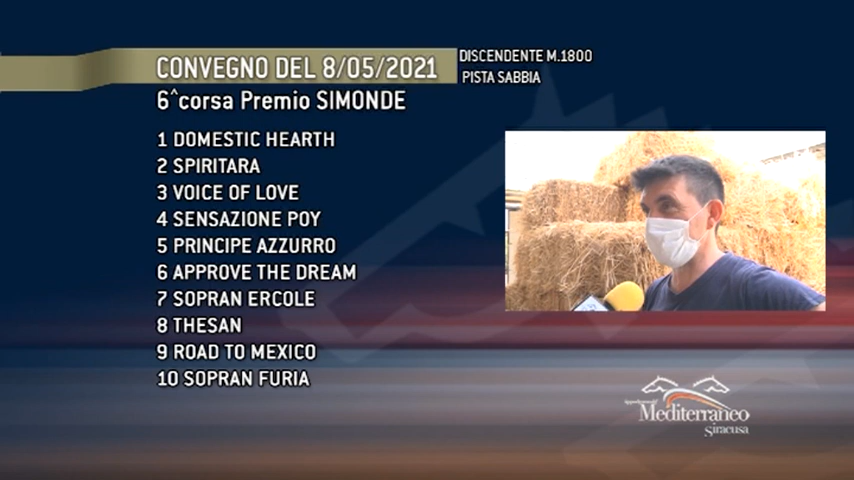 CONVEGNO DEL 8/05/2021
DISCENDENTE M.1800
PISTA SABBIA
6^corsa Premio SIMONDE
1 DOMESTIC HEARTH
2 SPIRITARA
3 VOICE OF LOVE
4 SENSAZIONE POY
5 PRINCIPE AZZURRO
6 APPROVE THE DREAM
7 SOPRAN ERCOLE
8 THESAN
9 ROAD TO MEXICO
10 SOPRAN FURIA
Mediterraneo
Siracusa